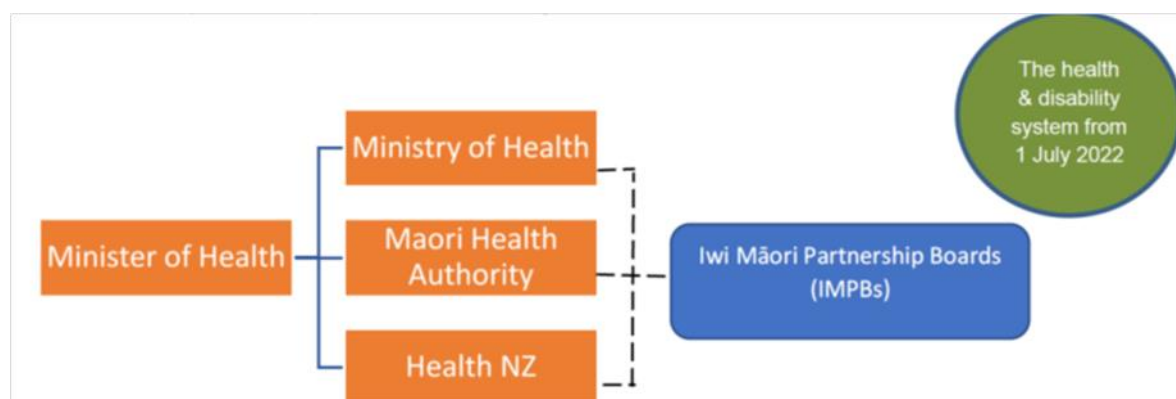 The health
& disability
system from
1 July 2022
Ministry of Health
Minister of Health
Maori Health
Authority
Iwi Māori Partnership Boards
(IMPBs)
Health NZ